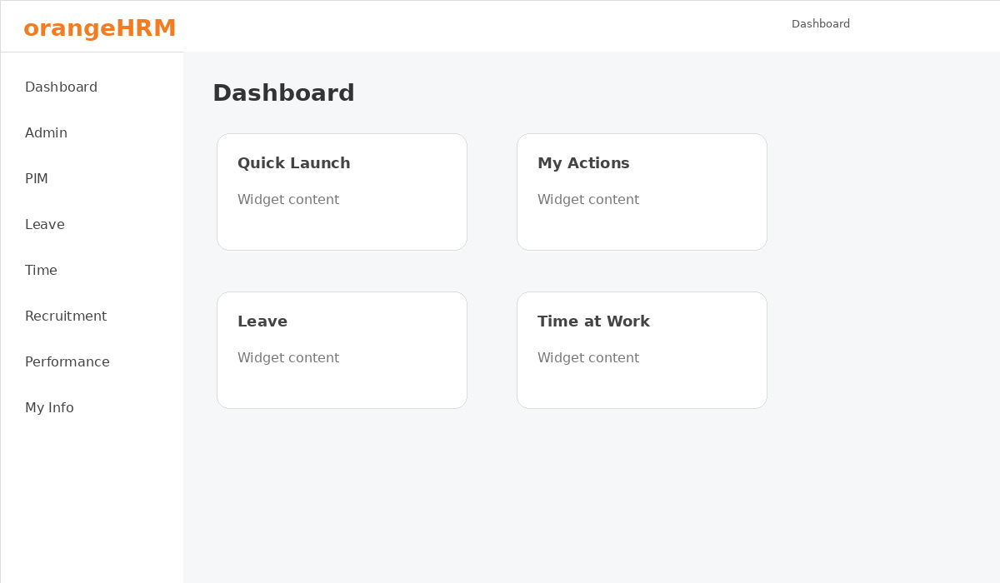 orangeHRM
Dashboard
Dashboard
Admin
PIM
Leave
Time
Recruitment
Performance
My Info
Dashboard
Quick Launch
Widget content
My Actions
Widget content
Leave
Widget content
Time at Work
Widget content